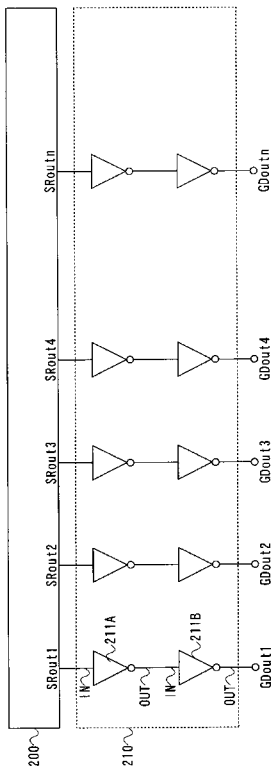 200
SRout1
SRout2
SRout3
SRout4
SRoutn
210
IN
211A
OUT
IN
211B
OUT
GDout1
GDout2
GDout3
GDout4
GDoutn